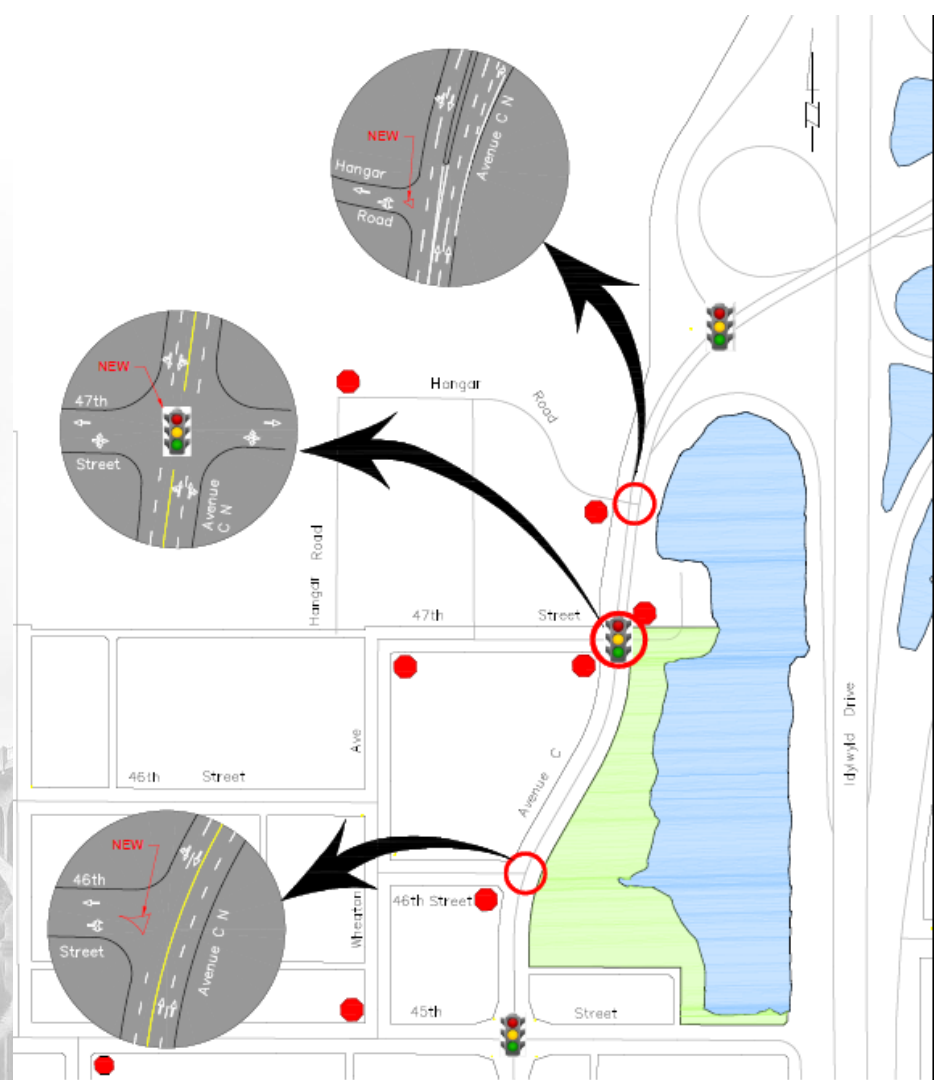 NEW
Hangar
Road
Avenue C N
NEW
47th
Street
Avenue
C N
Hangar
Road
Hangar Road
47th Street
Idylwyld Drive
Ave
Wheaton
46th Street
Avenue C
NEW
46th
Street
Avenue C N
46th Street
45th Street